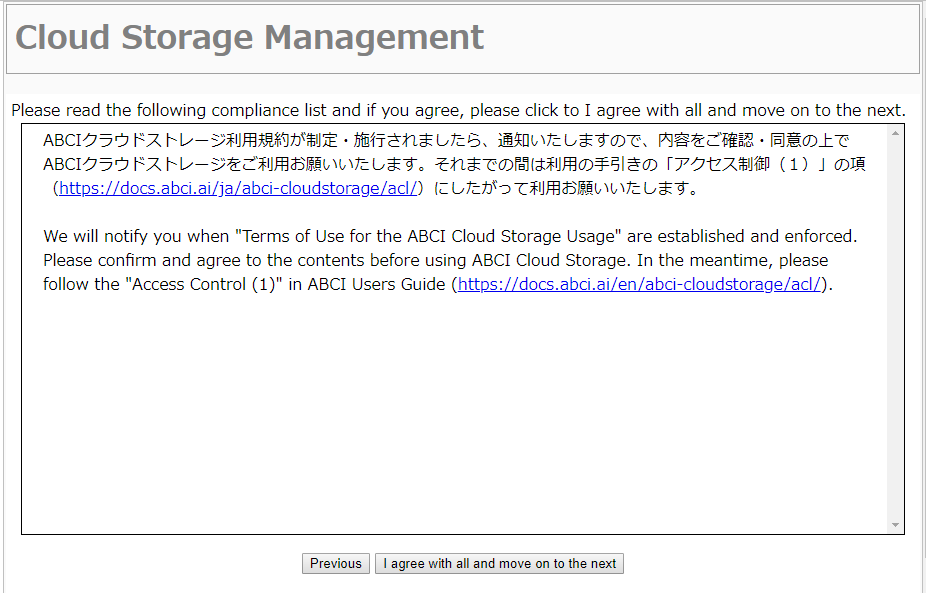 Cloud Storage Management
Please read the following compliance list and if you agree, please click to I agree with all and move on to the next.
ABCIクラウドストレージ利用規約が制定・施行されましたら、通知いたしますので、内容をご確認・同意の上で
ABCIクラウドストレージをご利用お願いいたします。それまでの間は利用の手引きの「アクセス制御（１）」の項
（https://docs.abci.ai/ja/abci-cloudstorage/acl/）にしたがって利用お願いいたします。
We will notify you when "Terms of Use for the ABCI Cloud Storage Usage" are established and enforced.
Please confirm and agree to the contents before using ABCI Cloud Storage. In the meantime, please
follow the "Access Control (1)" in ABCI Users Guide (https://docs.abci.ai/en/abci-cloudstorage/acl/).
Previous I agree with all and move on to the next